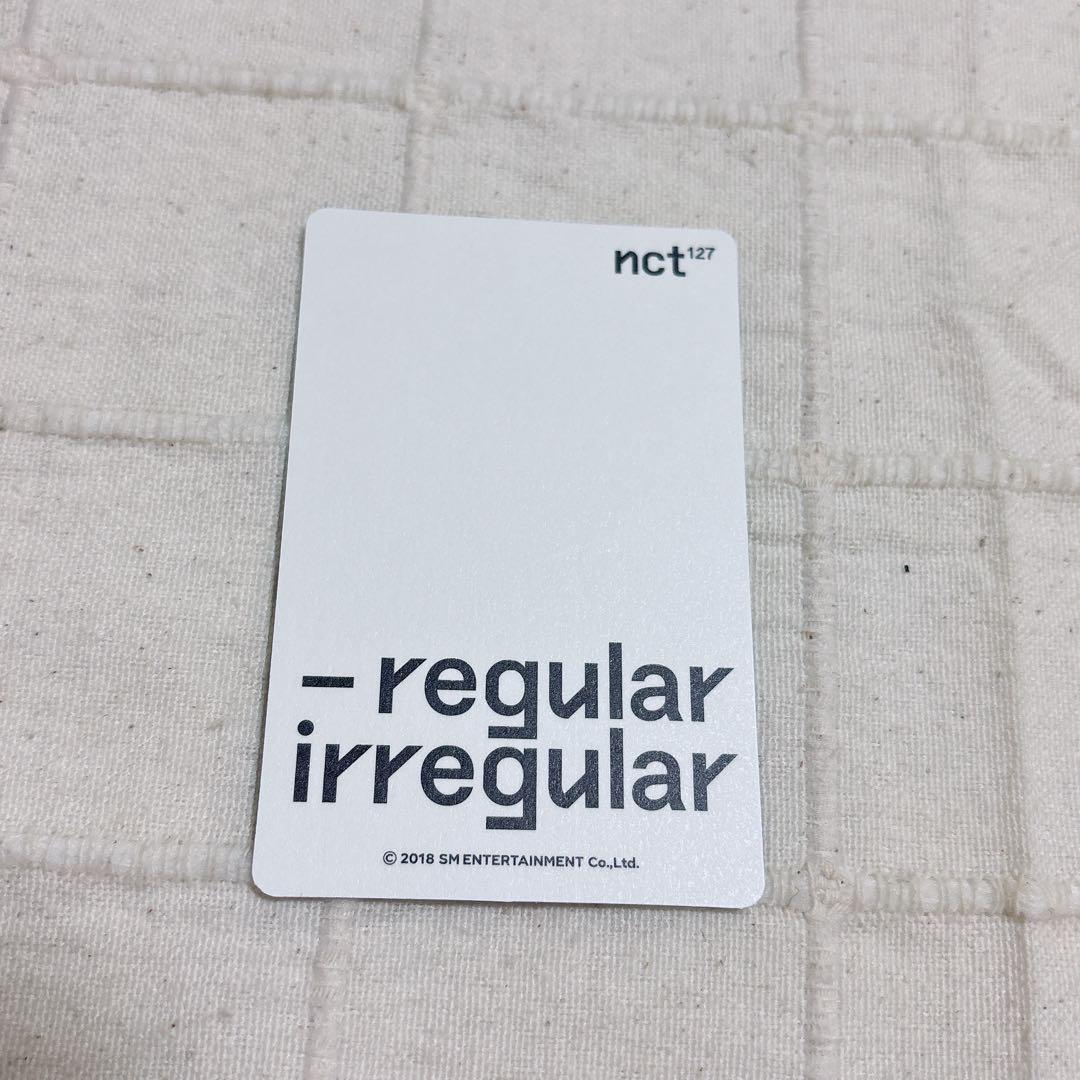 nct127
– regular
irregular
© 2018 SM ENTERTAINMENT Co.,Ltd.